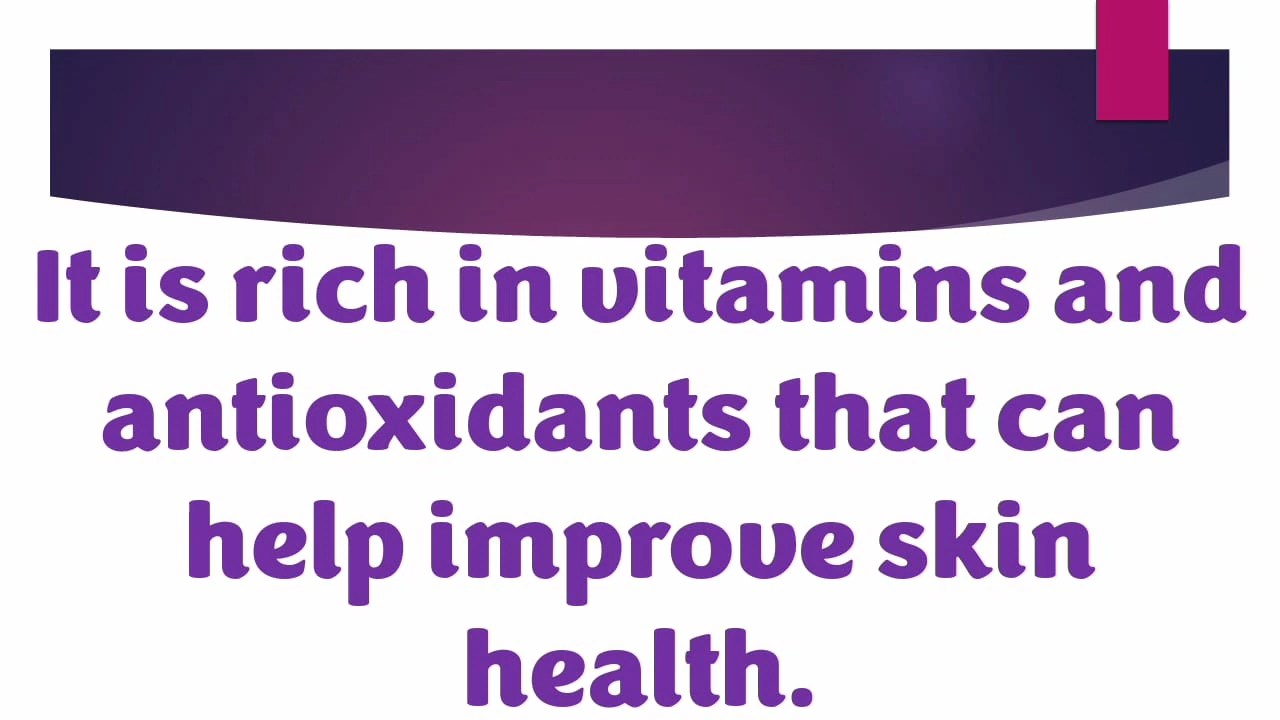 It is rich in vitamins and
antioxidants that can
help improve skin
health.